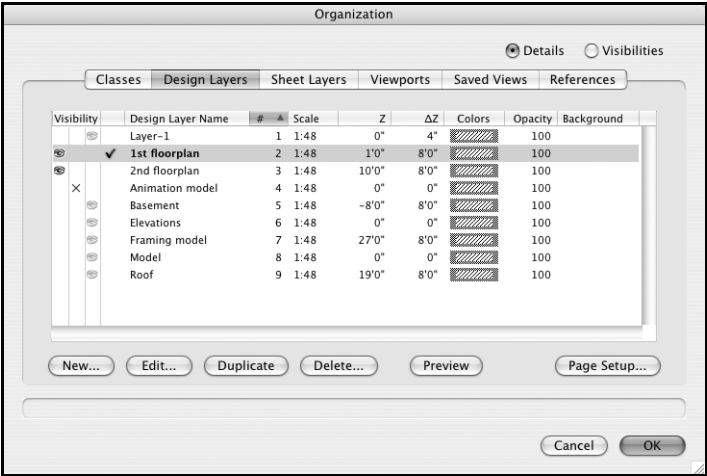 Organization
Details Visibilities
Classes Design Layers Sheet Layers Viewports Saved Views References
Visibility Design Layer Name # Scale Z ΔZ Colors Opacity Background
Layer-1 1 1:48 0" 4" 100
1st floorplan 2 1:48 1'0" 8'0" 100
2nd floorplan 3 1:48 10'0" 8'0" 100
Animation model 4 1:48 0" 0" 100
Basement 5 1:48 -8'0" 8'0" 100
Elevations 6 1:48 0" 0" 100
Framing model 7 1:48 27'0" 8'0" 100
Model 8 1:48 0" 0" 100
Roof 9 1:48 19'0" 8'0" 100
New... Edit... Duplicate Delete... Preview Page Setup...
Cancel OK